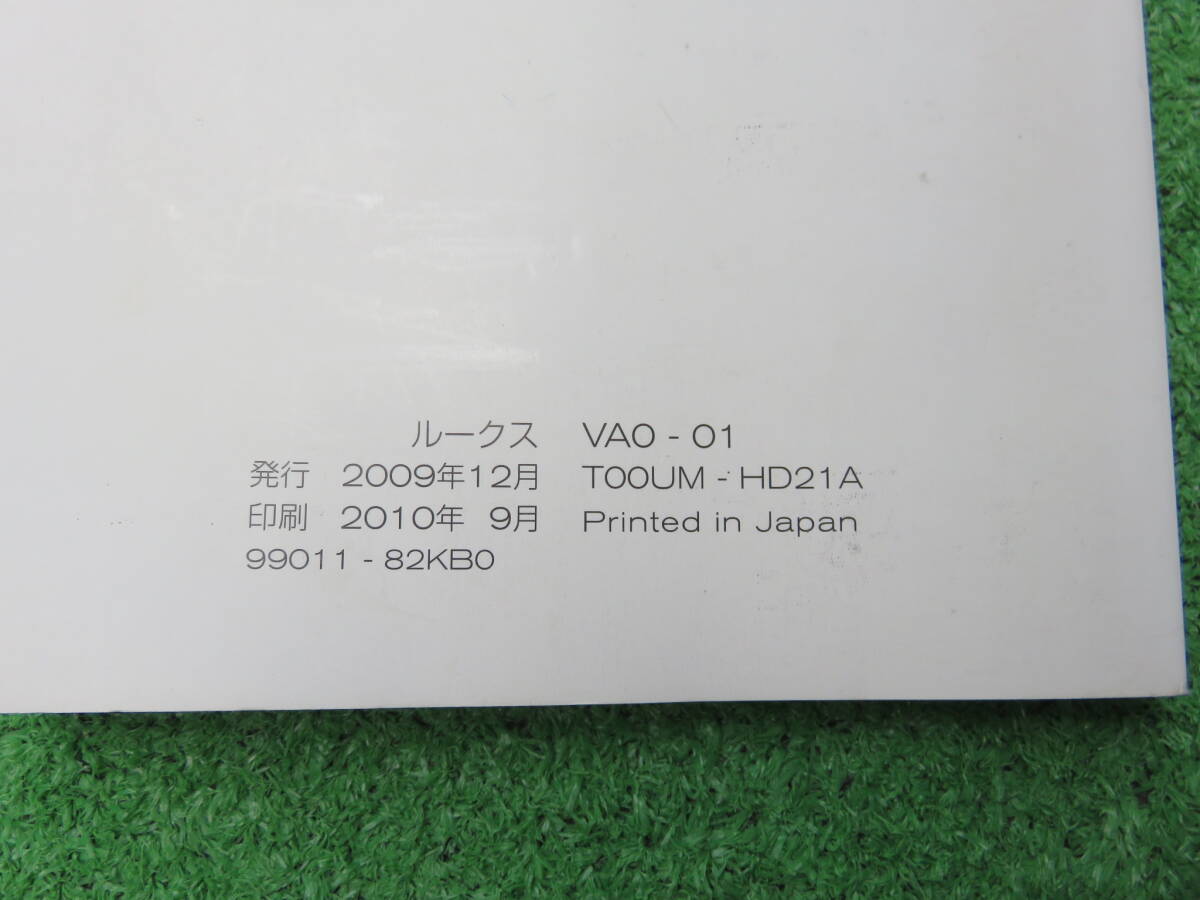 ルークス VA0 - 01
発行 2009年12月 T00UM - HD21A
印刷 2010年 9月 Printed in Japan
99011 - 82KB0